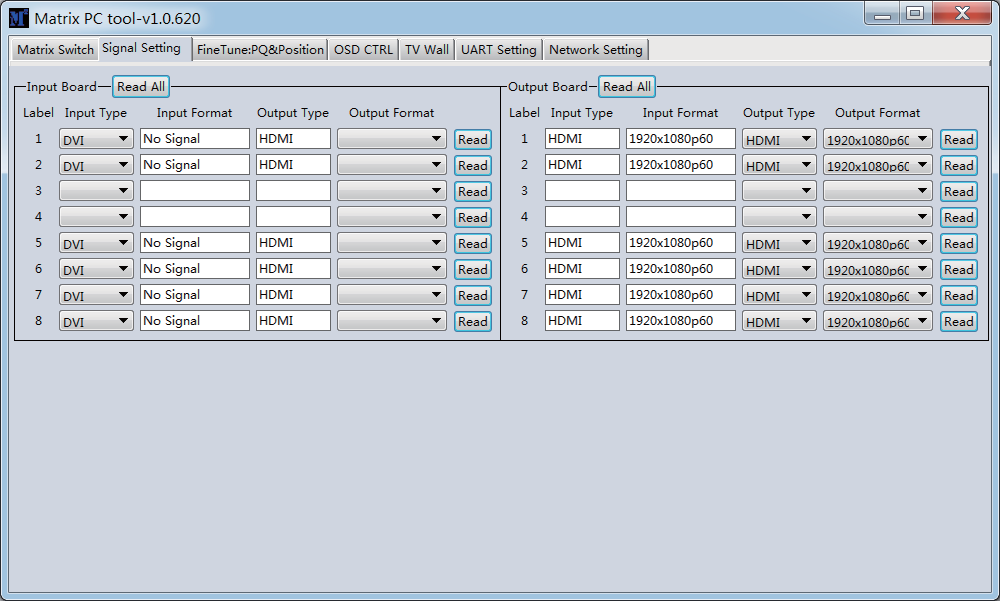 Matrix PC tool-v1.0.620
Matrix Switch Signal Setting FineTune:PQ&Position OSD CTRL TV Wall UART Setting Network Setting
Input Board Read All Output Board Read All
Label Input Type Input Format Output Type Output Format Label Input Type Input Format Output Type Output Format
1 DVI No Signal HDMI Read 1 HDMI 1920x1080p60 HDMI 1920x1080p60 Read
2 DVI No Signal HDMI Read 2 HDMI 1920x1080p60 HDMI 1920x1080p60 Read
3 Read 3 Read
4 Read 4 Read
5 DVI No Signal HDMI Read 5 HDMI 1920x1080p60 HDMI 1920x1080p60 Read
6 DVI No Signal HDMI Read 6 HDMI 1920x1080p60 HDMI 1920x1080p60 Read
7 DVI No Signal HDMI Read 7 HDMI 1920x1080p60 HDMI 1920x1080p60 Read
8 DVI No Signal HDMI Read 8 HDMI 1920x1080p60 HDMI 1920x1080p60 Read